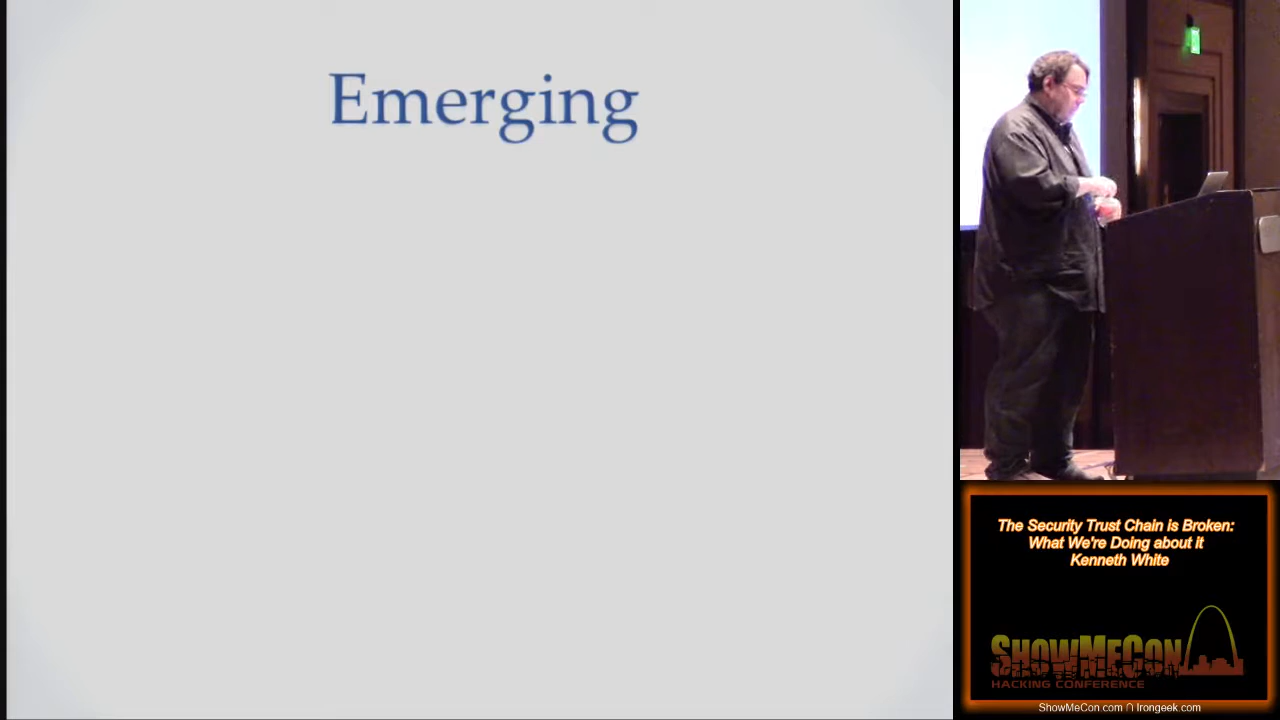 Emerging
The Security Trust Chain is Broken:
What We're Doing about it
Kenneth White
SHOWMECON
HACKING CONFERENCE
ShowMeCon.com ∩ Irongeek.com